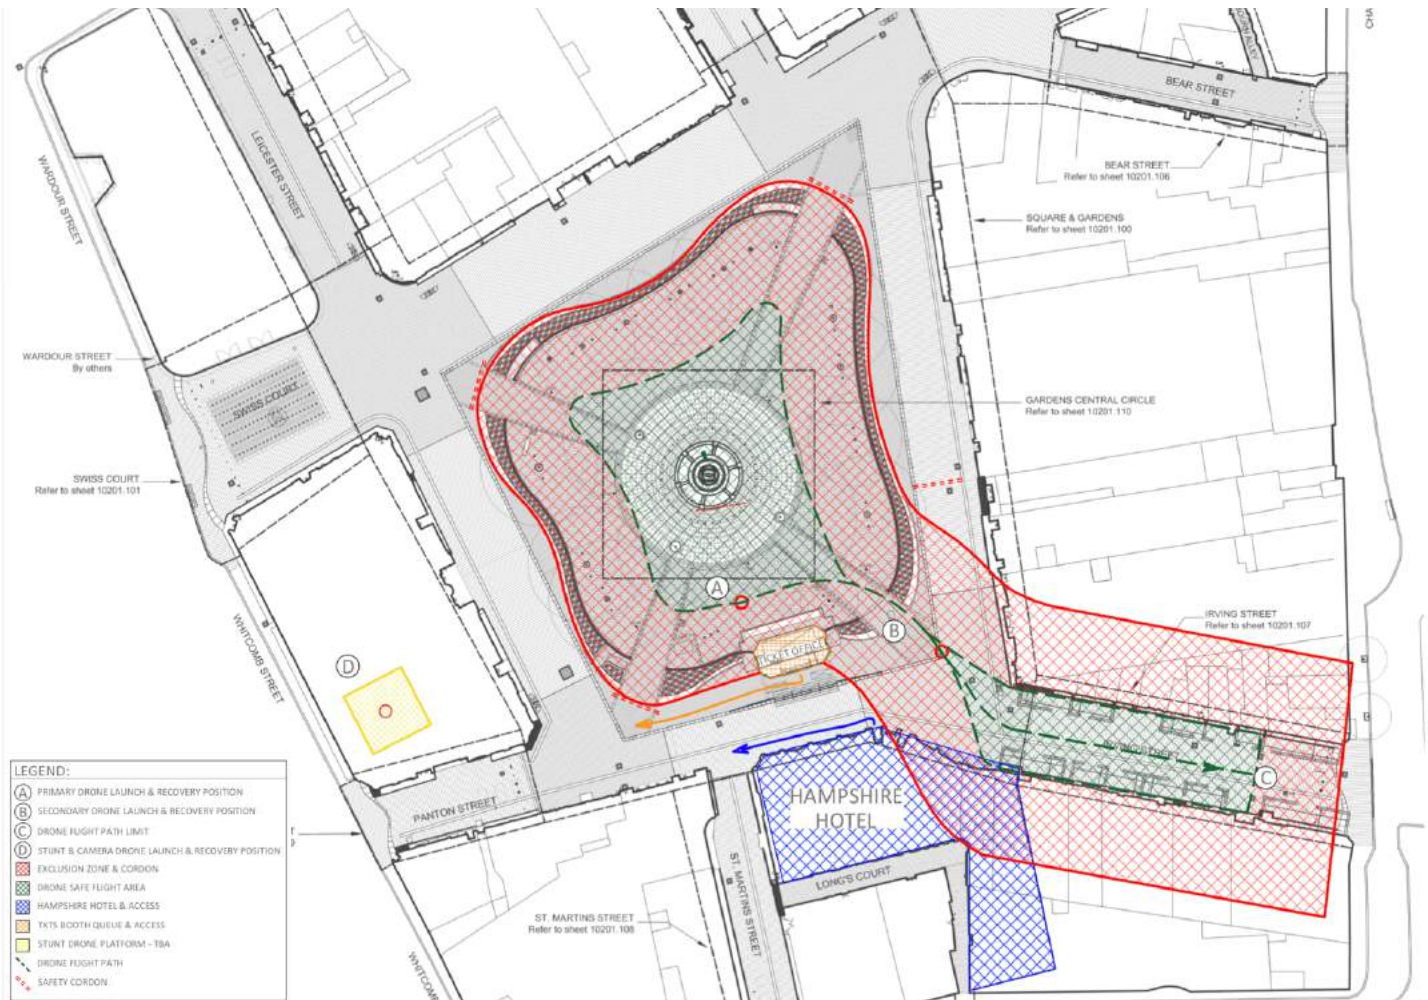 CHA
BEAR STREET
LEICESTER STREET
WARDOUR STREET
BEAR STREET
Refer to sheet 10201.106
SQUARE & GARDENS
Refer to sheet 10201.100
WARDOUR STREET
By others
SWISS COURT
GARDENS CENTRAL CIRCLE
Refer to sheet 10201.110
SWISS COURT
Refer to sheet 10201.101
A
IRVING STREET
Refer to sheet 10201.107
B
WHITCOMB STREET
TICKET OFFICE
D
C
HAMPSHIRE
HOTEL
PANTON STREET
LONG'S COURT
ST. MARTINS STREET
ST. MARTINS STREET
Refer to sheet 10201.108
LEGEND:
A PRIMARY DRONE LAUNCH & RECOVERY POSITION
B SECONDARY DRONE LAUNCH & RECOVERY POSITION
C DRONE FLIGHT PATH LIMIT
D STUNT & CAMERA DRONE LAUNCH & RECOVERY POSITION
EXCLUSION ZONE & CORDON
DRONE SAFE FLIGHT AREA
HAMPSHIRE HOTEL & ACCESS
TKTS BOOTH QUEUE & ACCESS
STUNT DRONE PLATFORM - TBA
DRONE FLIGHT PATH
SAFETY CORDON